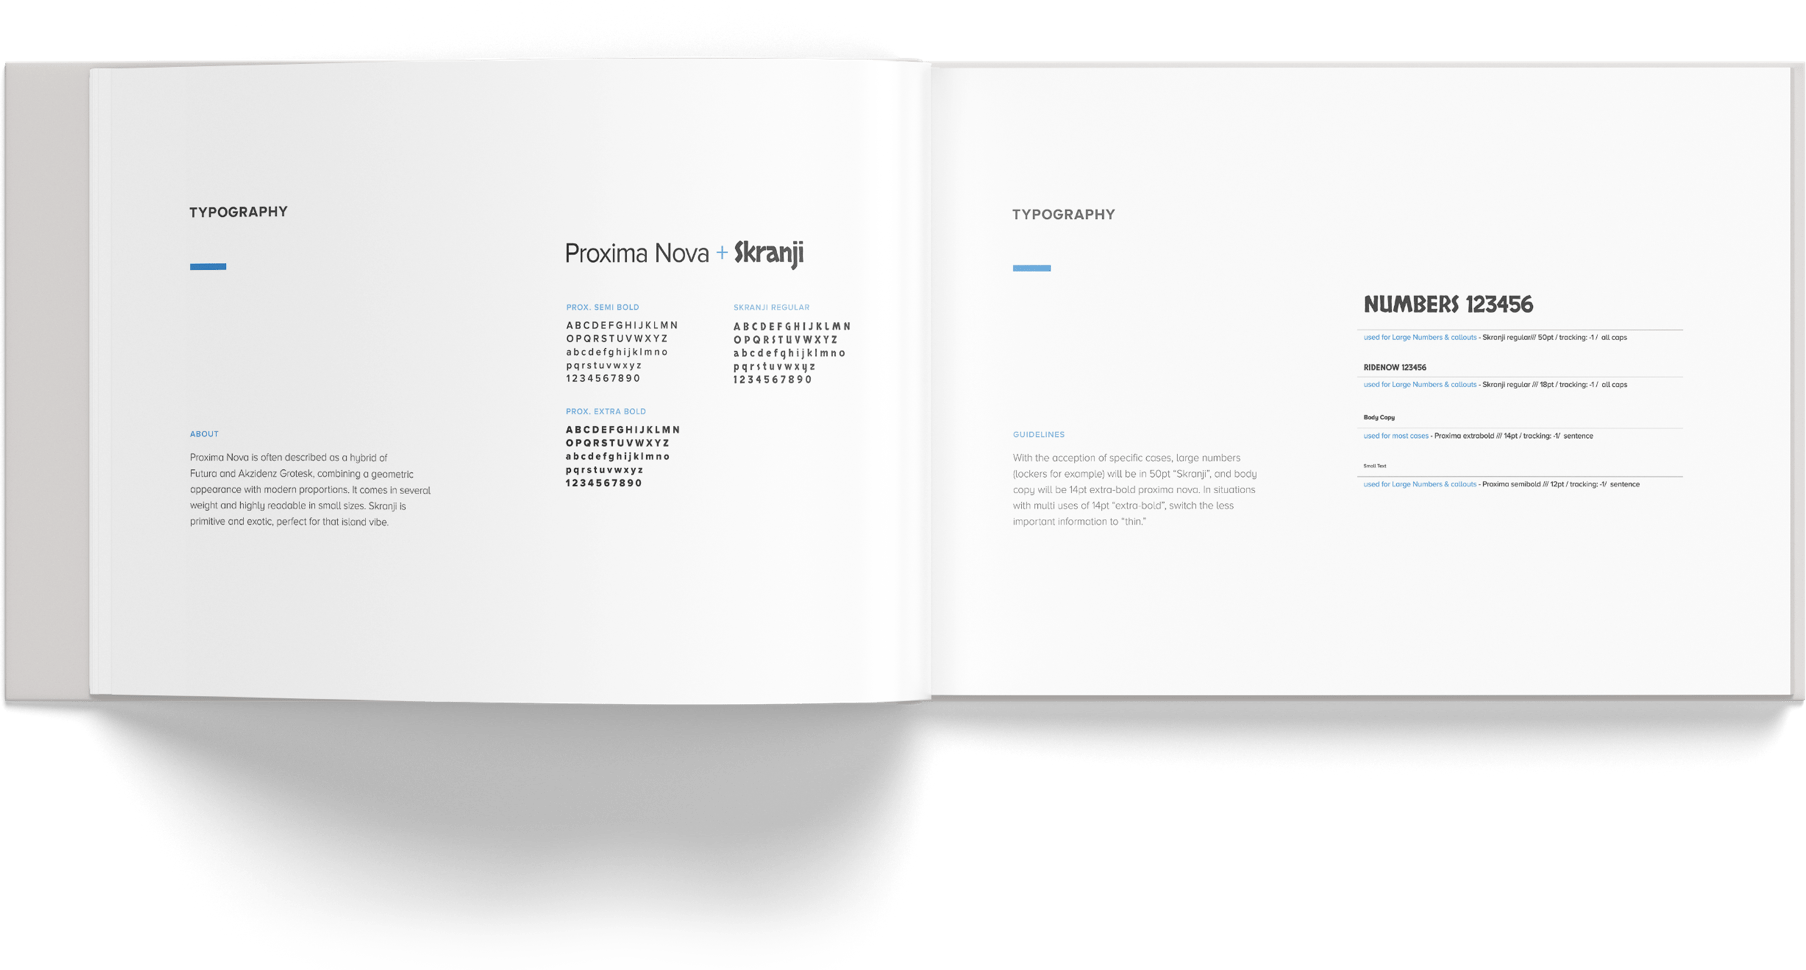 TYPOGRAPHY
Proxima Nova + Skranji
PROX. SEMI BOLD
ABCDEFGHIJKLMN
OPQRSTUVWXYZ
abcdefghijklmno
pqrstuvwxyz
1234567890
SKRANJI REGULAR
ABCDEFGHIJKLMN
OPQRSTUVWXYZ
abcdefghijklmno
pqrstuvwxyz
1234567890
PROX. EXTRA BOLD
ABCDEFGHIJKLMN
OPQRSTUVWXYZ
abcdefghijklmno
pqrstuvwxyz
1234567890
ABOUT
Proxima Nova is often described as a hybrid of
Futura and Akzidenz Grotesk, combining a geometric
appearance with modern proportions. It comes in several
weight and highly readable in small sizes. Skranji is
primitive and exotic, perfect for that island vibe.
TYPOGRAPHY
GUIDELINES
With the acception of specific cases, large numbers
(lockers for example) will be in 50pt “Skranji”, and body
copy will be 14pt extra-bold proxima nova. In situations
with multi uses of 14pt “extra-bold”, switch the less
important information to “thin.”
NUMBERS 123456
used for Large Numbers & callouts - Skranji regular/// 50pt / tracking: -1 / all caps
RIDENOW 123456
used for Large Numbers & callouts - Skranji regular /// 18pt / tracking: -1 / all caps
Body Copy
used for most cases - Proxima extrabold /// 14pt / tracking: -1/ sentence
Small Text
used for Large Numbers & callouts - Proxima semibold /// 12pt / tracking: -1/ sentence